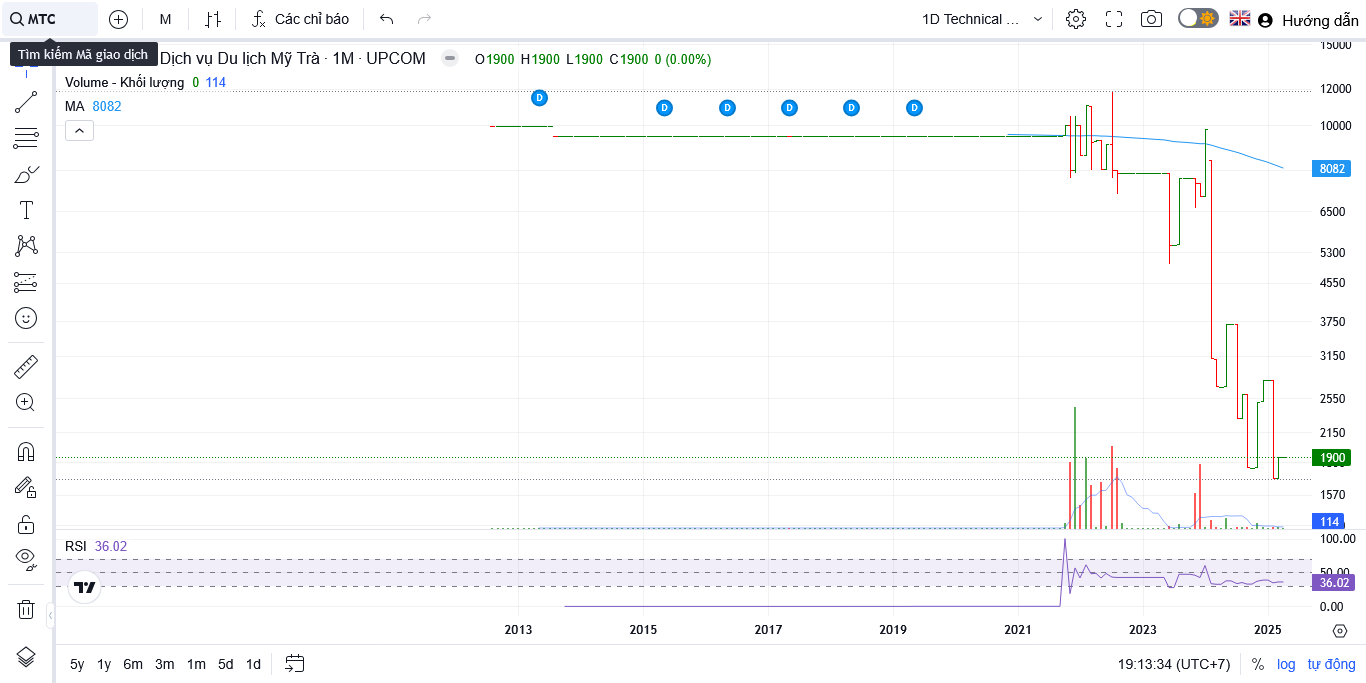 MTC
M
Các chỉ báo
1D Technical ...
Hướng dẫn
Tìm kiếm Mã giao dịch
Dịch vụ Du lịch Mỹ Trà · 1M · UPCOM
O1900 H1900 L1900 C1900 0 (0.00%)
Volume - Khối lượng 0 114
MA 8082
D
D
D
D
D
D
15000
12000
10000
8082
6500
5300
4550
3750
3150
2550
2150
1900
1570
114
RSI 36.02
100.00
50.00
36.02
0.00
2013
2015
2017
2019
2021
2023
2025
5y 1y 6m 3m 1m 5d 1d
19:13:34 (UTC+7)
%
log
tự động